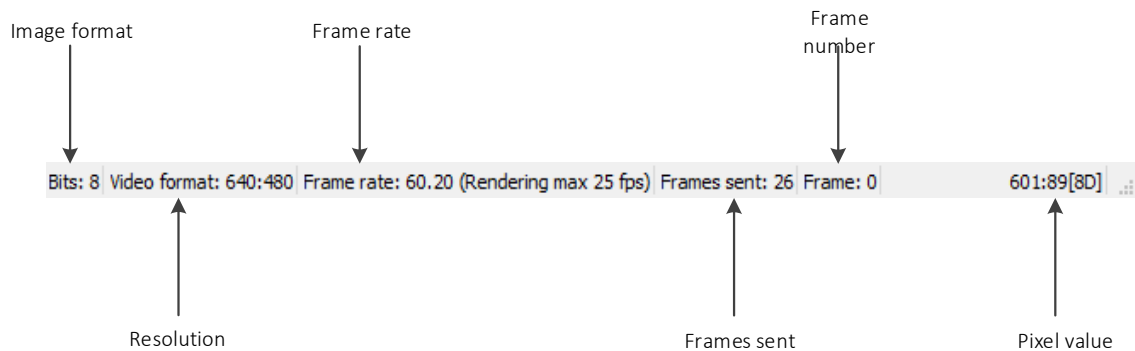 Image format
Frame rate
Frame
number
Bits: 8
Video format: 640:480
Frame rate: 60.20 (Rendering max 25 fps)
Frames sent: 26
Frame: 0
601:89[8D]
Resolution
Frames sent
Pixel value